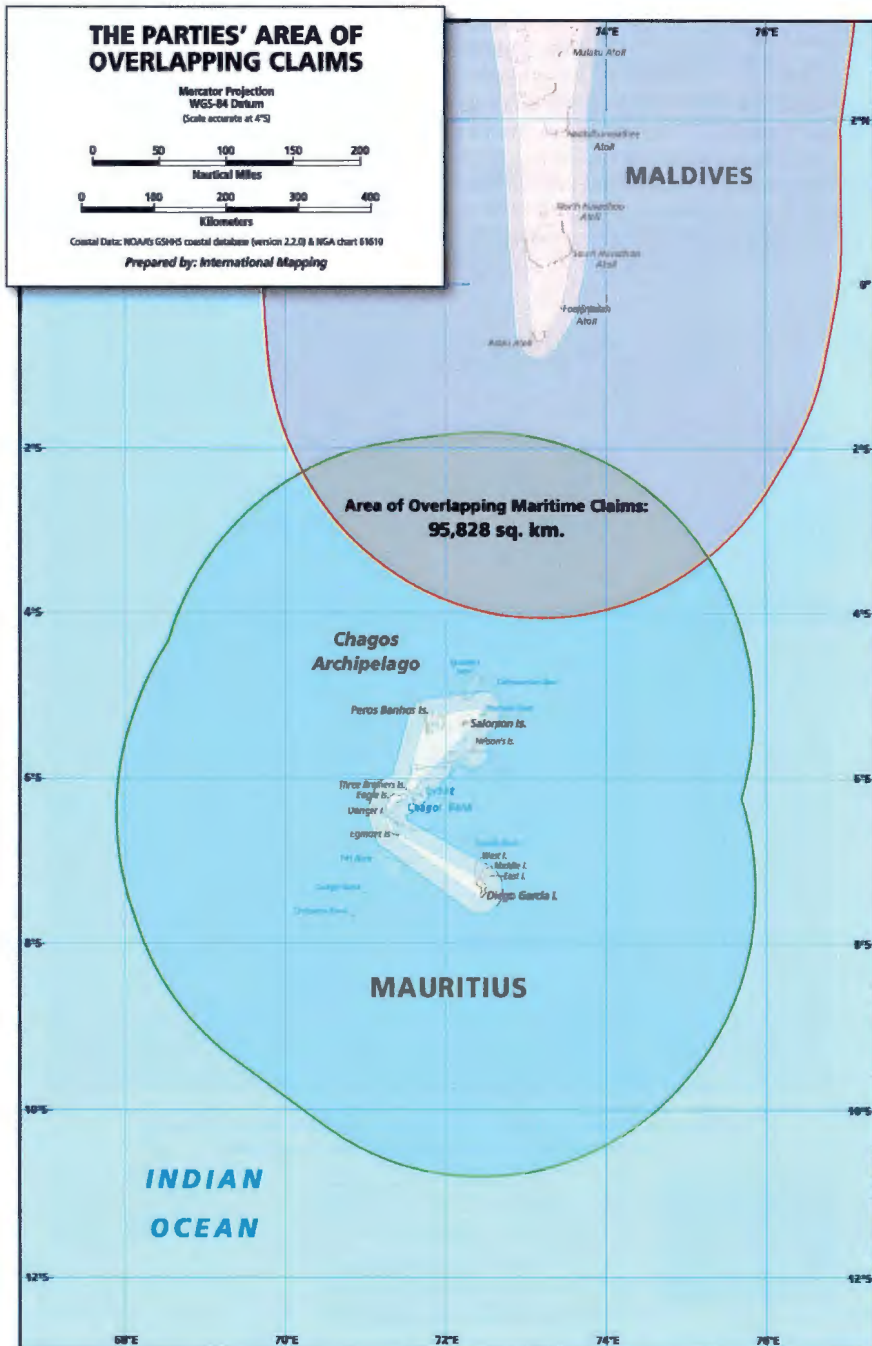 THE PARTIES' AREA OF
OVERLAPPING CLAIMS
Mercator Projection
WGS-84 Datum
(Scale accurate at 4°S)
0 50 100 150 200
Nautical Miles
0 100 200 300 400
Kilometers
Coastal Data: NOAA's GSHHS coastal database (version 2.2.0) & NGA chart 61610
Prepared by: International Mapping
74°E
76°E
Mulaku Atoll
2°N
Atoll
MALDIVES
Atoll
Atoll
0°
Atoll
Addu Atoll
2°S
2°S
Area of Overlapping Maritime Claims:
95,828 sq. km.
4°S
4°S
Chagos
Archipelago
Peros Banhos Is.
Salomon Is.
Nelson's Is.
6°S
6°S
Three Brothers Is.
Eagle Is.
Danger I.
Egmont Is.
West I.
Middle I.
East I.
Diego Garcia I.
8°S
8°S
MAURITIUS
10°S
10°S
INDIAN
OCEAN
12°S
12°S
68°E
70°E
72°E
74°E
76°E